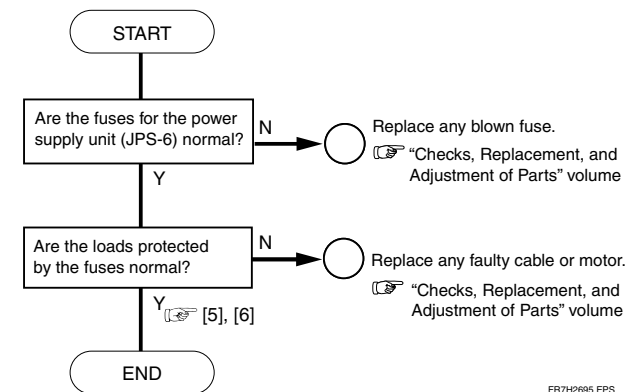 START
Are the fuses for the power
supply unit (JPS-6) normal?
N
Replace any blown fuse.
“Checks, Replacement, and
Adjustment of Parts” volume
Y
Are the loads protected
by the fuses normal?
N
Replace any faulty cable or motor.
“Checks, Replacement, and
Adjustment of Parts” volume
Y
[5], [6]
END
FR7H2695.EPS